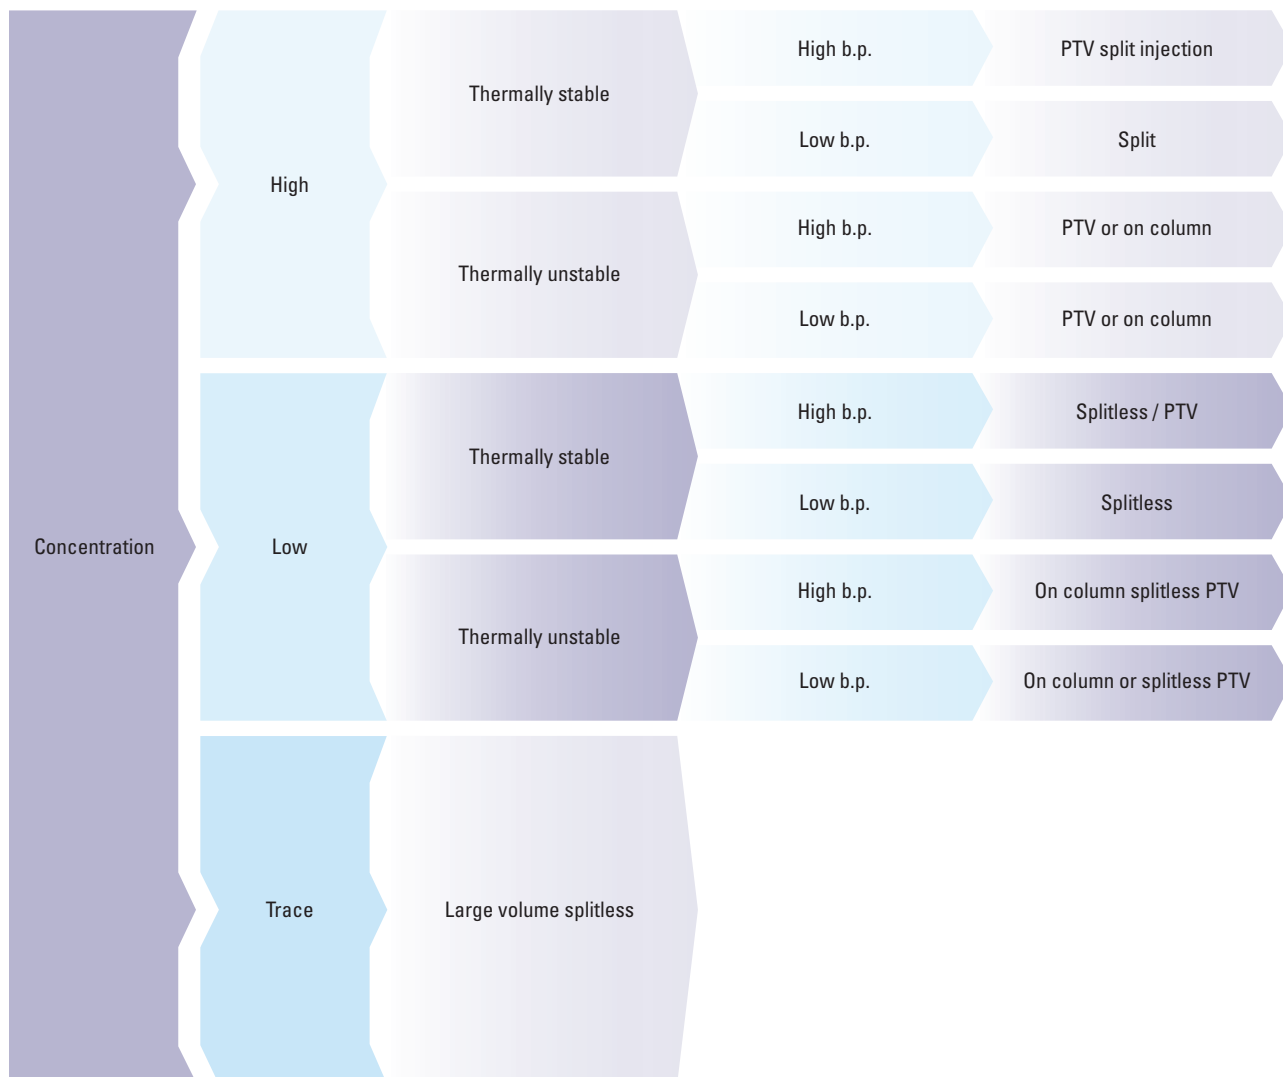 Concentration
High
Thermally stable
High b.p.
PTV split injection
Low b.p.
Split
Thermally unstable
High b.p.
PTV or on column
Low b.p.
PTV or on column
Low
Thermally stable
High b.p.
Splitless / PTV
Low b.p.
Splitless
Thermally unstable
High b.p.
On column splitless PTV
Low b.p.
On column or splitless PTV
Trace
Large volume splitless